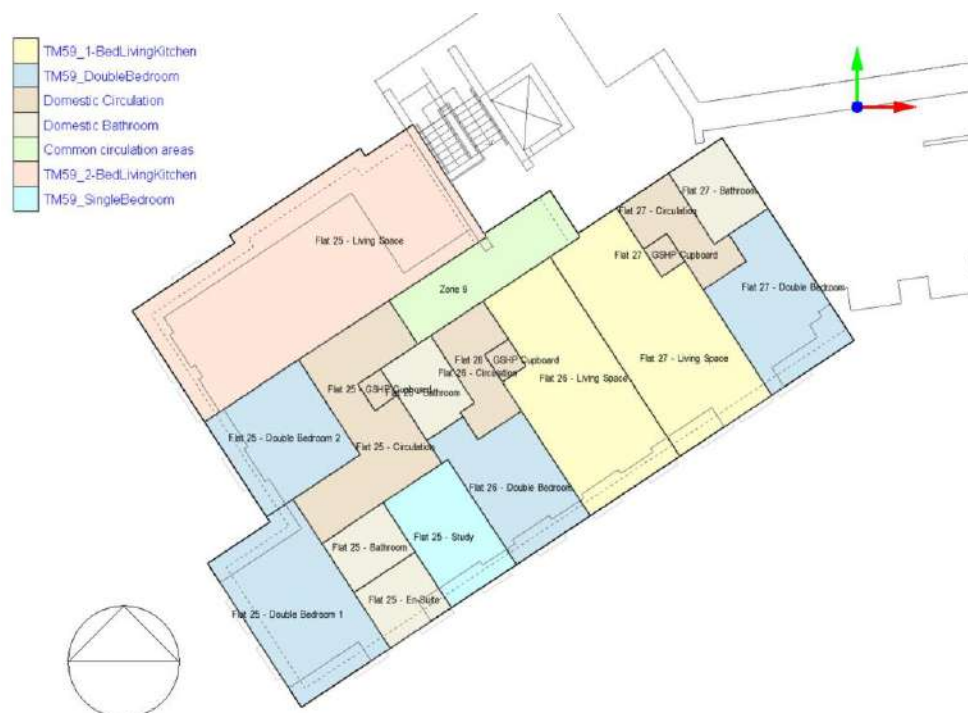 TM59_1-BedLivingKitchen
TM59_DoubleBedroom
Domestic Circulation
Domestic Bathroom
Common circulation areas
TM59_2-BedLivingKitchen
TM59_SingleBedroom
Flat 27 - Bathroom
Flat 27 - Circulation
Flat 25 - Living Space
Flat 27 - GSHP Cupboard
Zone 9
Flat 27 - Double Bedroom
Flat 26 - GSHP Cupboard
Flat 27 - Living Space
Flat 26 - Circulation
Flat 26 - Living Space
Flat 25 - GSHP Cupboard
Bathroom
Flat 25 - Double Bedroom 2
Flat 25 - Circulation
Flat 26 - Double Bedroom
Flat 25 - Study
Flat 25 - Bathroom
Flat 25 - En-Suite
Flat 25 - Double Bedroom 1